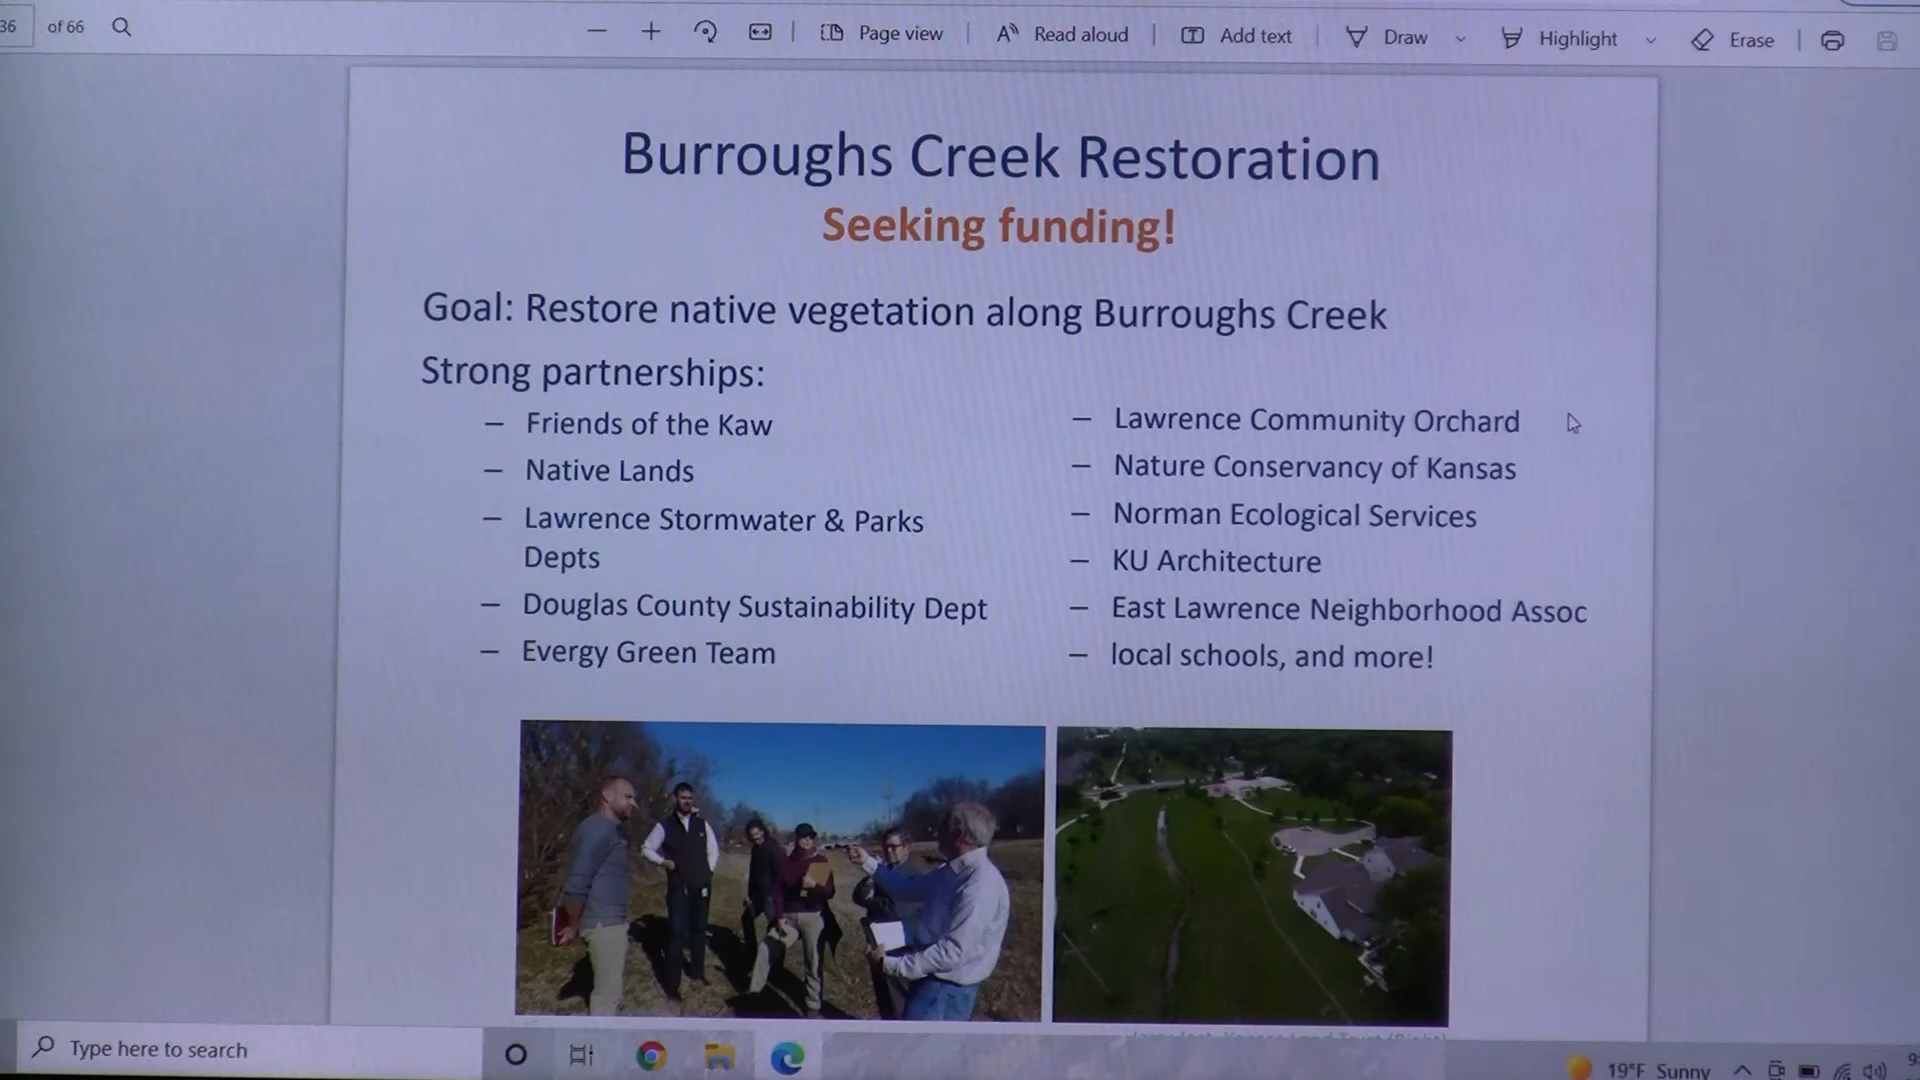 36 of 66
Page view
Read aloud
Add text
Draw
Highlight
Erase
Burroughs Creek Restoration
Seeking funding!
Goal: Restore native vegetation along Burroughs Creek
Strong partnerships:
– Friends of the Kaw
– Native Lands
– Lawrence Stormwater & Parks
Depts
– Douglas County Sustainability Dept
– Evergy Green Team
– Lawrence Community Orchard
– Nature Conservancy of Kansas
– Norman Ecological Services
– KU Architecture
– East Lawrence Neighborhood Assoc
– local schools, and more!
Type here to search
19°F Sunny